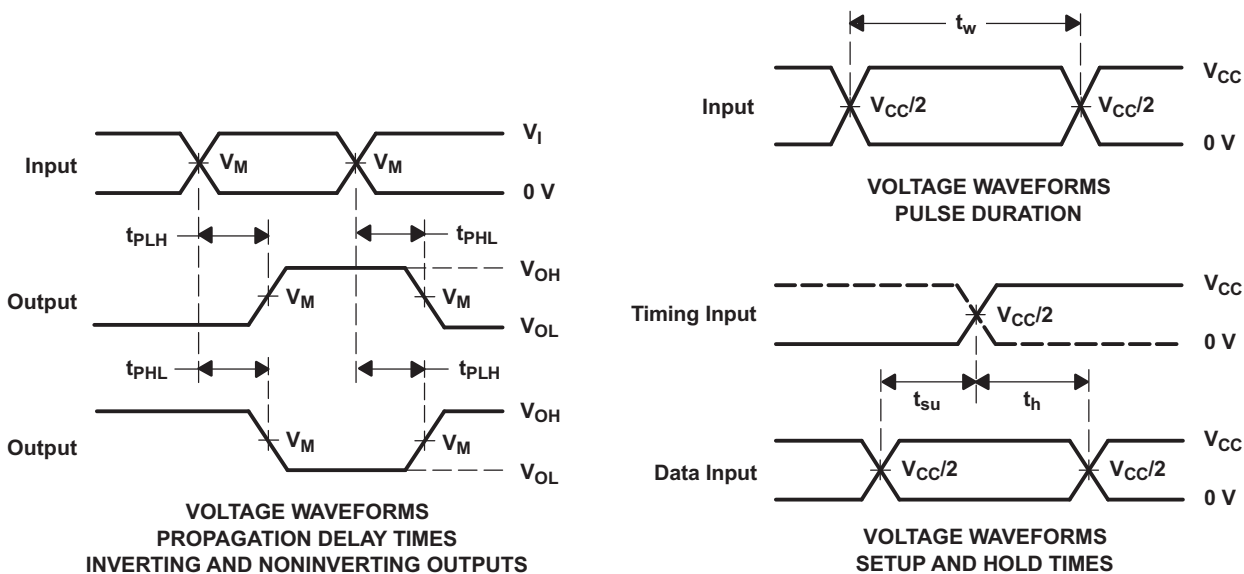 Input
V_M
V_M
V_I
0 V
t_PLH
t_PHL
Output
V_M
V_M
V_OH
V_OL
t_PHL
t_PLH
Output
V_M
V_M
V_OH
V_OL
VOLTAGE WAVEFORMS
PROPAGATION DELAY TIMES
INVERTING AND NONINVERTING OUTPUTS
t_w
Input
V_CC/2
V_CC/2
V_CC
0 V
VOLTAGE WAVEFORMS
PULSE DURATION
Timing Input
V_CC/2
V_CC
0 V
t_su
t_h
Data Input
V_CC/2
V_CC/2
V_CC
0 V
VOLTAGE WAVEFORMS
SETUP AND HOLD TIMES